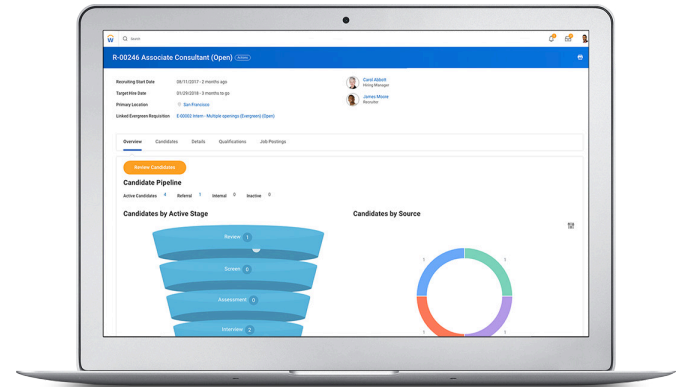 Search
R-00246 Associate Consultant (Open)
Recruiting Start Date 08/11/2017 - 2 months ago
Target Hire Date 01/20/2018 - 3 months to go
Primary Location San Francisco
Linked Evergreen Requisition E-00002 Intern - Multiple openings (Evergreen) (Open)
Carol Abbott
Hiring Manager
James Moore
Recruiter
Overview Candidates Details Qualifications Job Postings
Review Candidates
Candidate Pipeline
Active Candidates 4 Referral 1 Internal 0 Inactive 0
Candidates by Active Stage
Candidates by Source
Review 1
Screen 0
Assessment 0
Interview 2
1 1
1 1